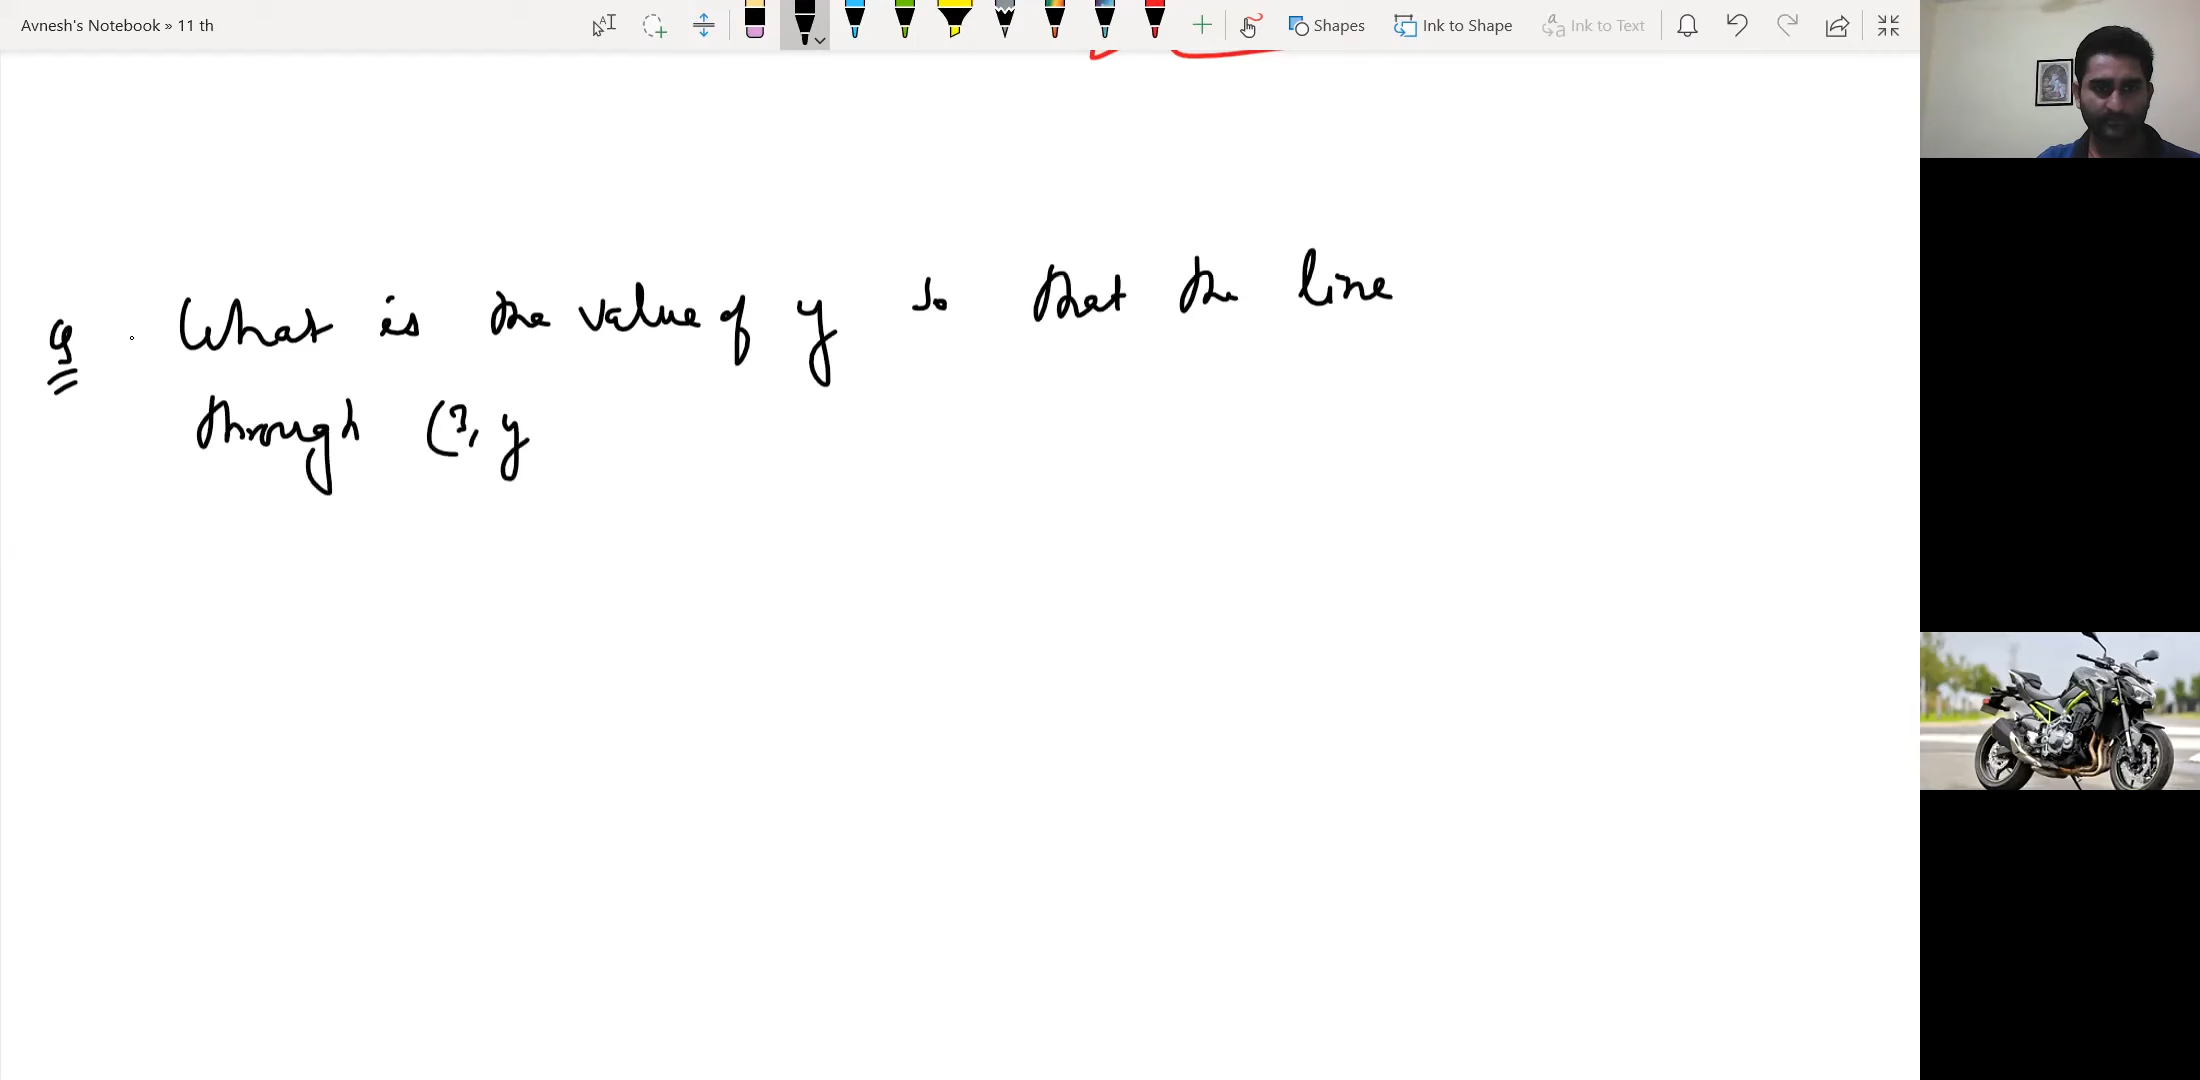 Avnesh's Notebook » 11 th
Shapes
Ink to Shape
Ink to Text
Q. What is the value of y so that the line
through (3, y